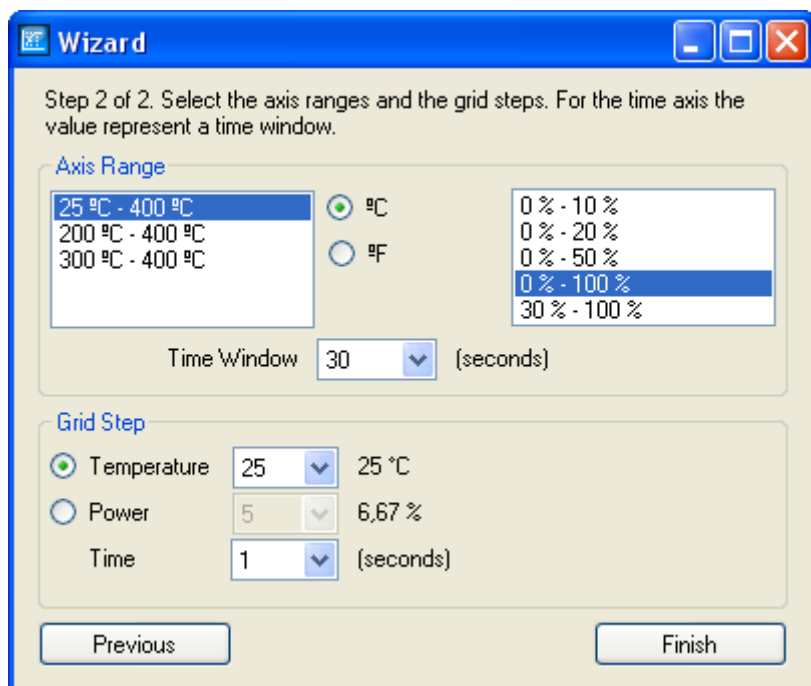 Wizard
Step 2 of 2. Select the axis ranges and the grid steps. For the time axis the
value represent a time window.
Axis Range
25 ºC - 400 ºC
200 ºC - 400 ºC
300 ºC - 400 ºC
ºC
ºF
0 % - 10 %
0 % - 20 %
0 % - 50 %
0 % - 100 %
30 % - 100 %
Time Window 30 (seconds)
Grid Step
Temperature 25 25 °C
Power 5 6,67 %
Time 1 (seconds)
Previous Finish